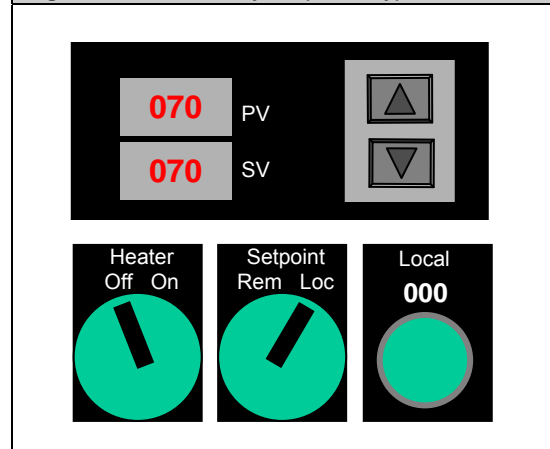 070 PV
070 SV
Heater
Off On
Setpoint
Rem Loc
Local
000